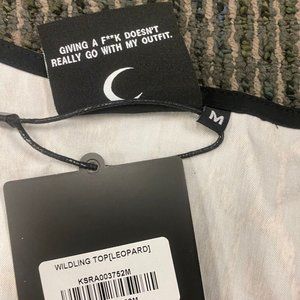 GIVING A F**K DOESN'T
REALLY GO WITH MY OUTFIT.
M
WILDLING TOP[LEOPARD]
KSRA003752M